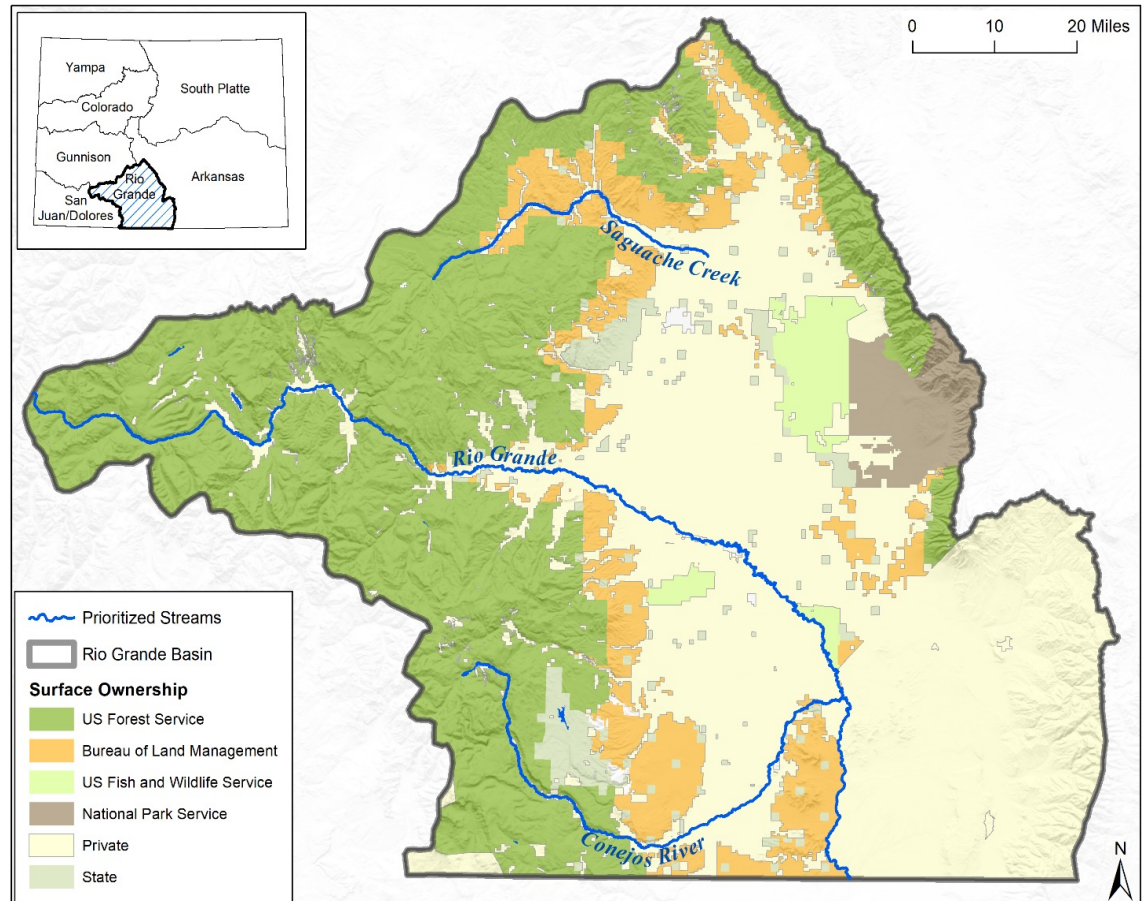 0 10 20 Miles
Yampa
South Platte
Colorado
Gunnison
Rio
Grande
Arkansas
San
Juan/Dolores
Saguache Creek
Rio Grande
Conejos River
Prioritized Streams
Rio Grande Basin
Surface Ownership
US Forest Service
Bureau of Land Management
US Fish and Wildlife Service
National Park Service
Private
State
N